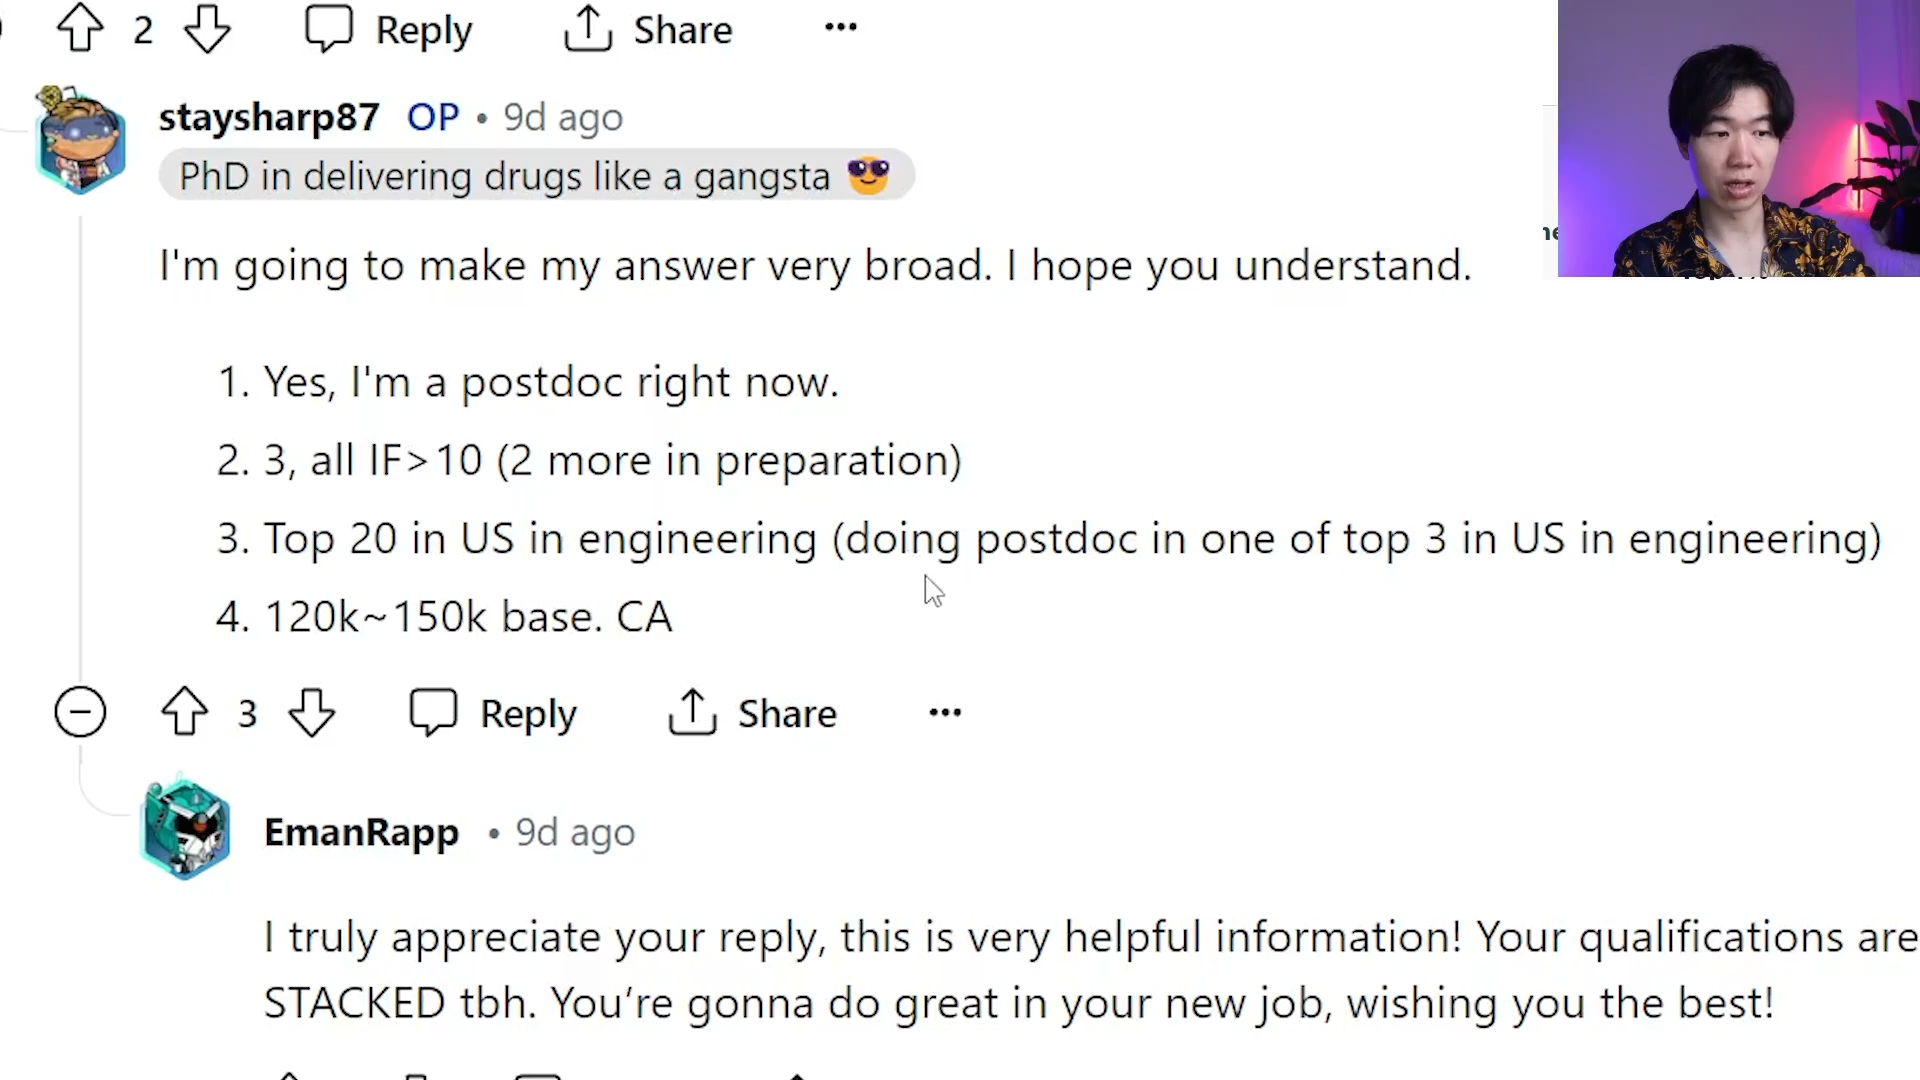 2 Reply Share
staysharp87 OP • 9d ago
PhD in delivering drugs like a gangsta 😎
I'm going to make my answer very broad. I hope you understand.
1. Yes, I'm a postdoc right now.
2. 3, all IF>10 (2 more in preparation)
3. Top 20 in US in engineering (doing postdoc in one of top 3 in US in engineering)
4. 120k~150k base. CA
3 Reply Share
EmanRapp • 9d ago
I truly appreciate your reply, this is very helpful information! Your qualifications are
STACKED tbh. You’re gonna do great in your new job, wishing you the best!